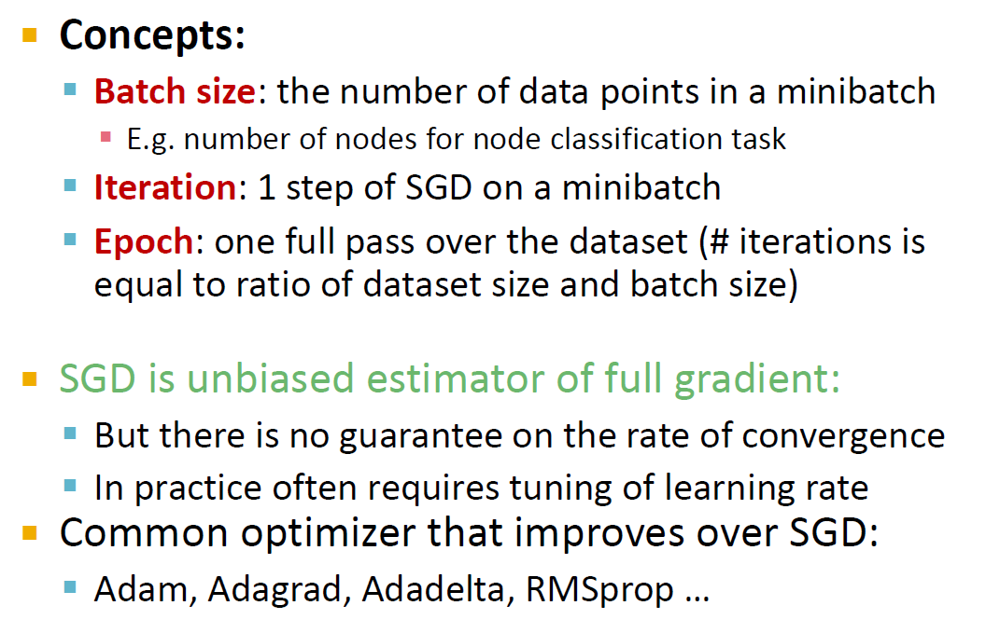 Concepts:
Batch size: the number of data points in a minibatch
E.g. number of nodes for node classification task
Iteration: 1 step of SGD on a minibatch
Epoch: one full pass over the dataset (# iterations is
equal to ratio of dataset size and batch size)
SGD is unbiased estimator of full gradient:
But there is no guarantee on the rate of convergence
In practice often requires tuning of learning rate
Common optimizer that improves over SGD:
Adam, Adagrad, Adadelta, RMSprop …